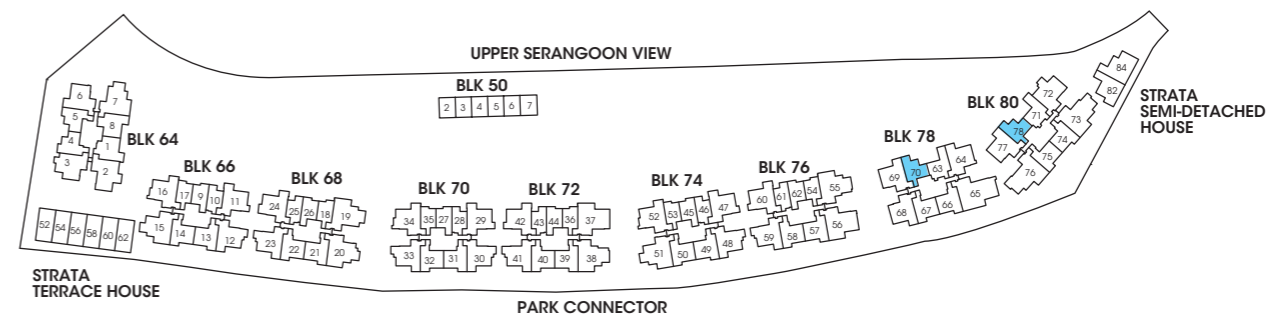 UPPER SERANGOON VIEW
BLK 50
2 3 4 5 6 7
BLK 64
6 7
5 8
4 1
3 2
BLK 66
16 17 9 10 11
15 14 13 12
BLK 68
24 25 26 18 19
23 22 21 20
BLK 70
34 35 27 28 29
33 32 31 30
BLK 72
42 43 44 36 37
41 40 39 38
BLK 74
52 53 45 46 47
51 50 49 48
BLK 76
60 61 62 54 55
59 58 57 56
BLK 78
69 70 63 64
68 67 66 65
BLK 80
72
71 73
78 74
77 75
76
84
82
STRATA
SEMI-DETACHED
HOUSE
52 54 56 58 60 62
STRATA
TERRACE HOUSE
PARK CONNECTOR